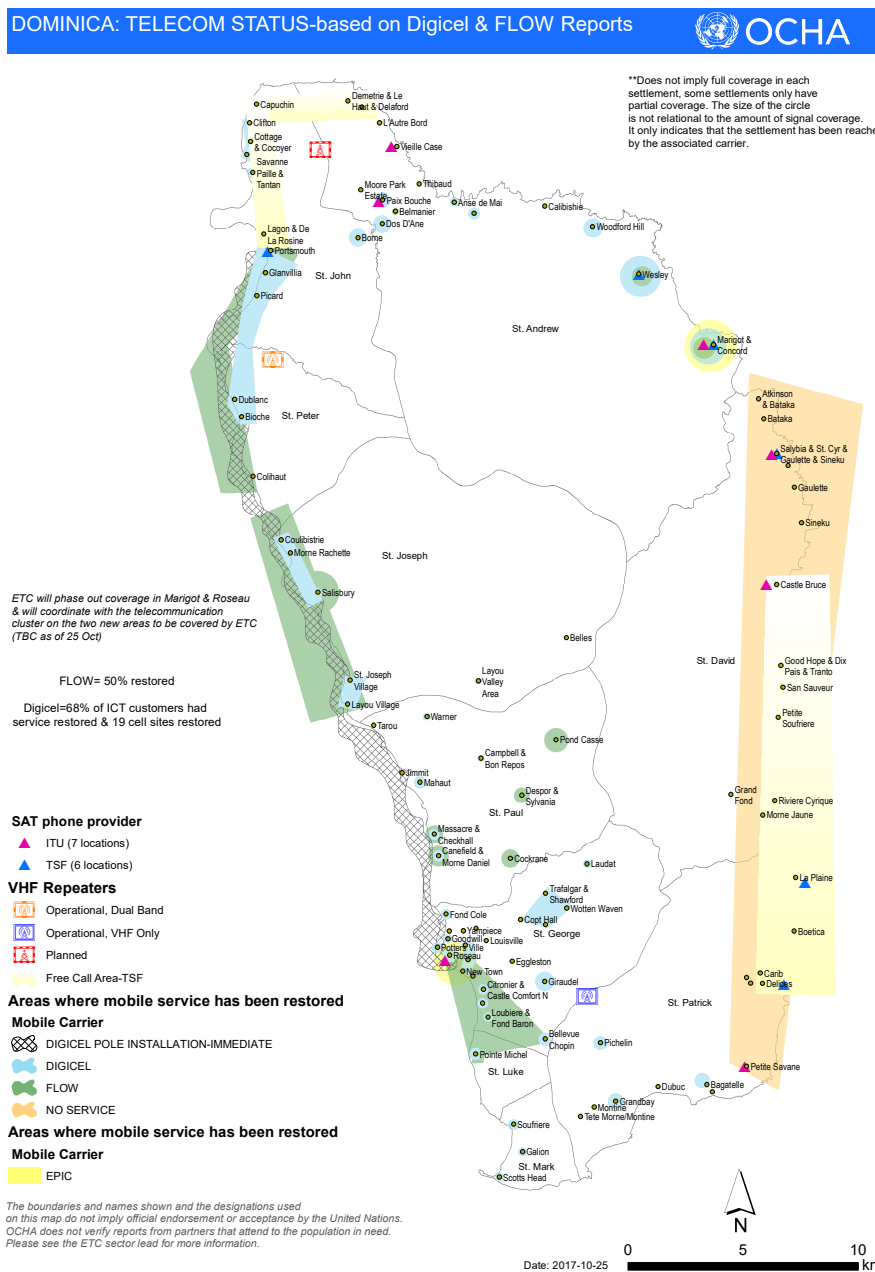 DOMINICA: TELECOM STATUS-based on Digicel & FLOW Reports
OCHA
**Does not imply full coverage in each
settlement, some settlements only have
partial coverage. The size of the circle
is not relational to the amount of signal coverage.
It only indicates that the settlement has been reache
by the associated carrier.
Capuchin
Demetrie & Le
Haut & Delaford
Clifton
L'Autre Bord
Cottage
& Cocoyer
Vieille Case
Savanne
Paille &
Tantan
Moore Park
Estate
Thibaud
Paix Bouche
Belmanier
Anse de Mai
Calibishie
Dos D'Ane
Woodford Hill
Lagon & De
La Rosine
Borne
Portsmouth
Glanvillia
St. John
Wesley
Picard
St. Andrew
Marigot &
Concord
Dublanc
Bioche
St. Peter
Atkinson
& Bataka
Bataka
Salybia & St. Cyr &
Gaulette & Sineku
Colihaut
Gaulette
Sineku
Coulibistrie
Morne Rachette
St. Joseph
Salisbury
Castle Bruce
ETC will phase out coverage in Marigot & Roseau
& will coordinate with the telecommunication
cluster on the two new areas to be covered by ETC
(TBC as of 25 Oct)
Belles
St. David
Good Hope & Dix
Pais & Tranto
FLOW= 50% restored
St. Joseph
Village
Layou
Valley
Area
San Sauveur
Digicel=68% of ICT customers had
service restored & 19 cell sites restored
Layou Village
Warner
Tarou
Petite
Soufriere
Pond Casse
Campbell &
Bon Repos
Jimmit
Mahaut
Despor &
Sylvania
Grand
Fond
Riviere Cyrique
Morne Jaune
St. Paul
Massacre &
Checkhall
Canefield &
Morne Daniel
Cockrane
Laudat
La Plaine
SAT phone provider
ITU (7 locations)
TSF (6 locations)
VHF Repeaters
Operational, Dual Band
Operational, VHF Only
Planned
Free Call Area-TSF
Trafalgar &
Shawford
Wotten Waven
Fond Cole
Copt Hall
St. George
Yampiece
Goodwill
Louisville
Potters Ville
Roseau
Boetica
New Town
Eggleston
Giraudel
Citronier &
Castle Comfort N
Carib
Delices
St. Patrick
Loubiere &
Fond Baron
Bellevue
Chopin
Pichelin
Pointe Michel
St. Luke
Petite Savane
Dubuc
Bagatelle
Grandbay
Montine
Tete Morne/Montine
Soufriere
Galion
St. Mark
Scotts Head
Areas where mobile service has been restored
Mobile Carrier
DIGICEL POLE INSTALLATION-IMMEDIATE
DIGICEL
FLOW
NO SERVICE
Areas where mobile service has been restored
Mobile Carrier
EPIC
The boundaries and names shown and the designations used
on this map do not imply official endorsement or acceptance by the United Nations.
OCHA does not verify reports from partners that attend to the population in need.
Please see the ETC sector lead for more information.
N
0 5 10
Date: 2017-10-25